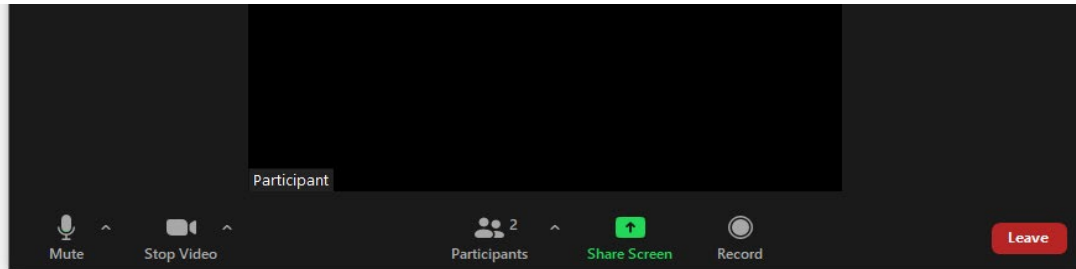 Participant
2
Mute
Stop Video
Participants
Share Screen
Record
Leave